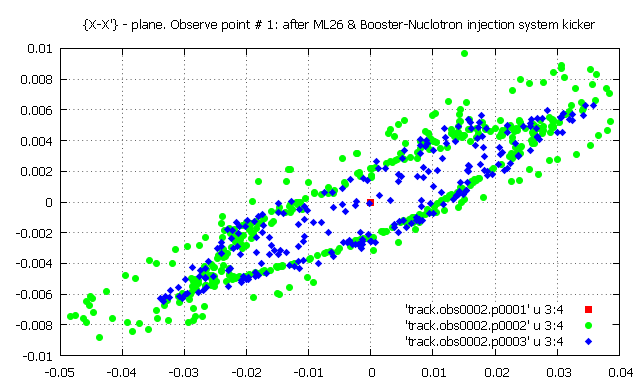 {X-X'} - plane. Observe point # 1: after ML26 & Booster-Nuclotron injection system kicker
0.01
0.008
0.006
0.004
0.002
0
-0.002
-0.004
-0.006
-0.008
-0.01
'track.obs0002.p0001' u 3:4
'track.obs0002.p0002' u 3:4
'track.obs0002.p0003' u 3:4
-0.05 -0.04 -0.03 -0.02 -0.01 0 0.01 0.02 0.03 0.04